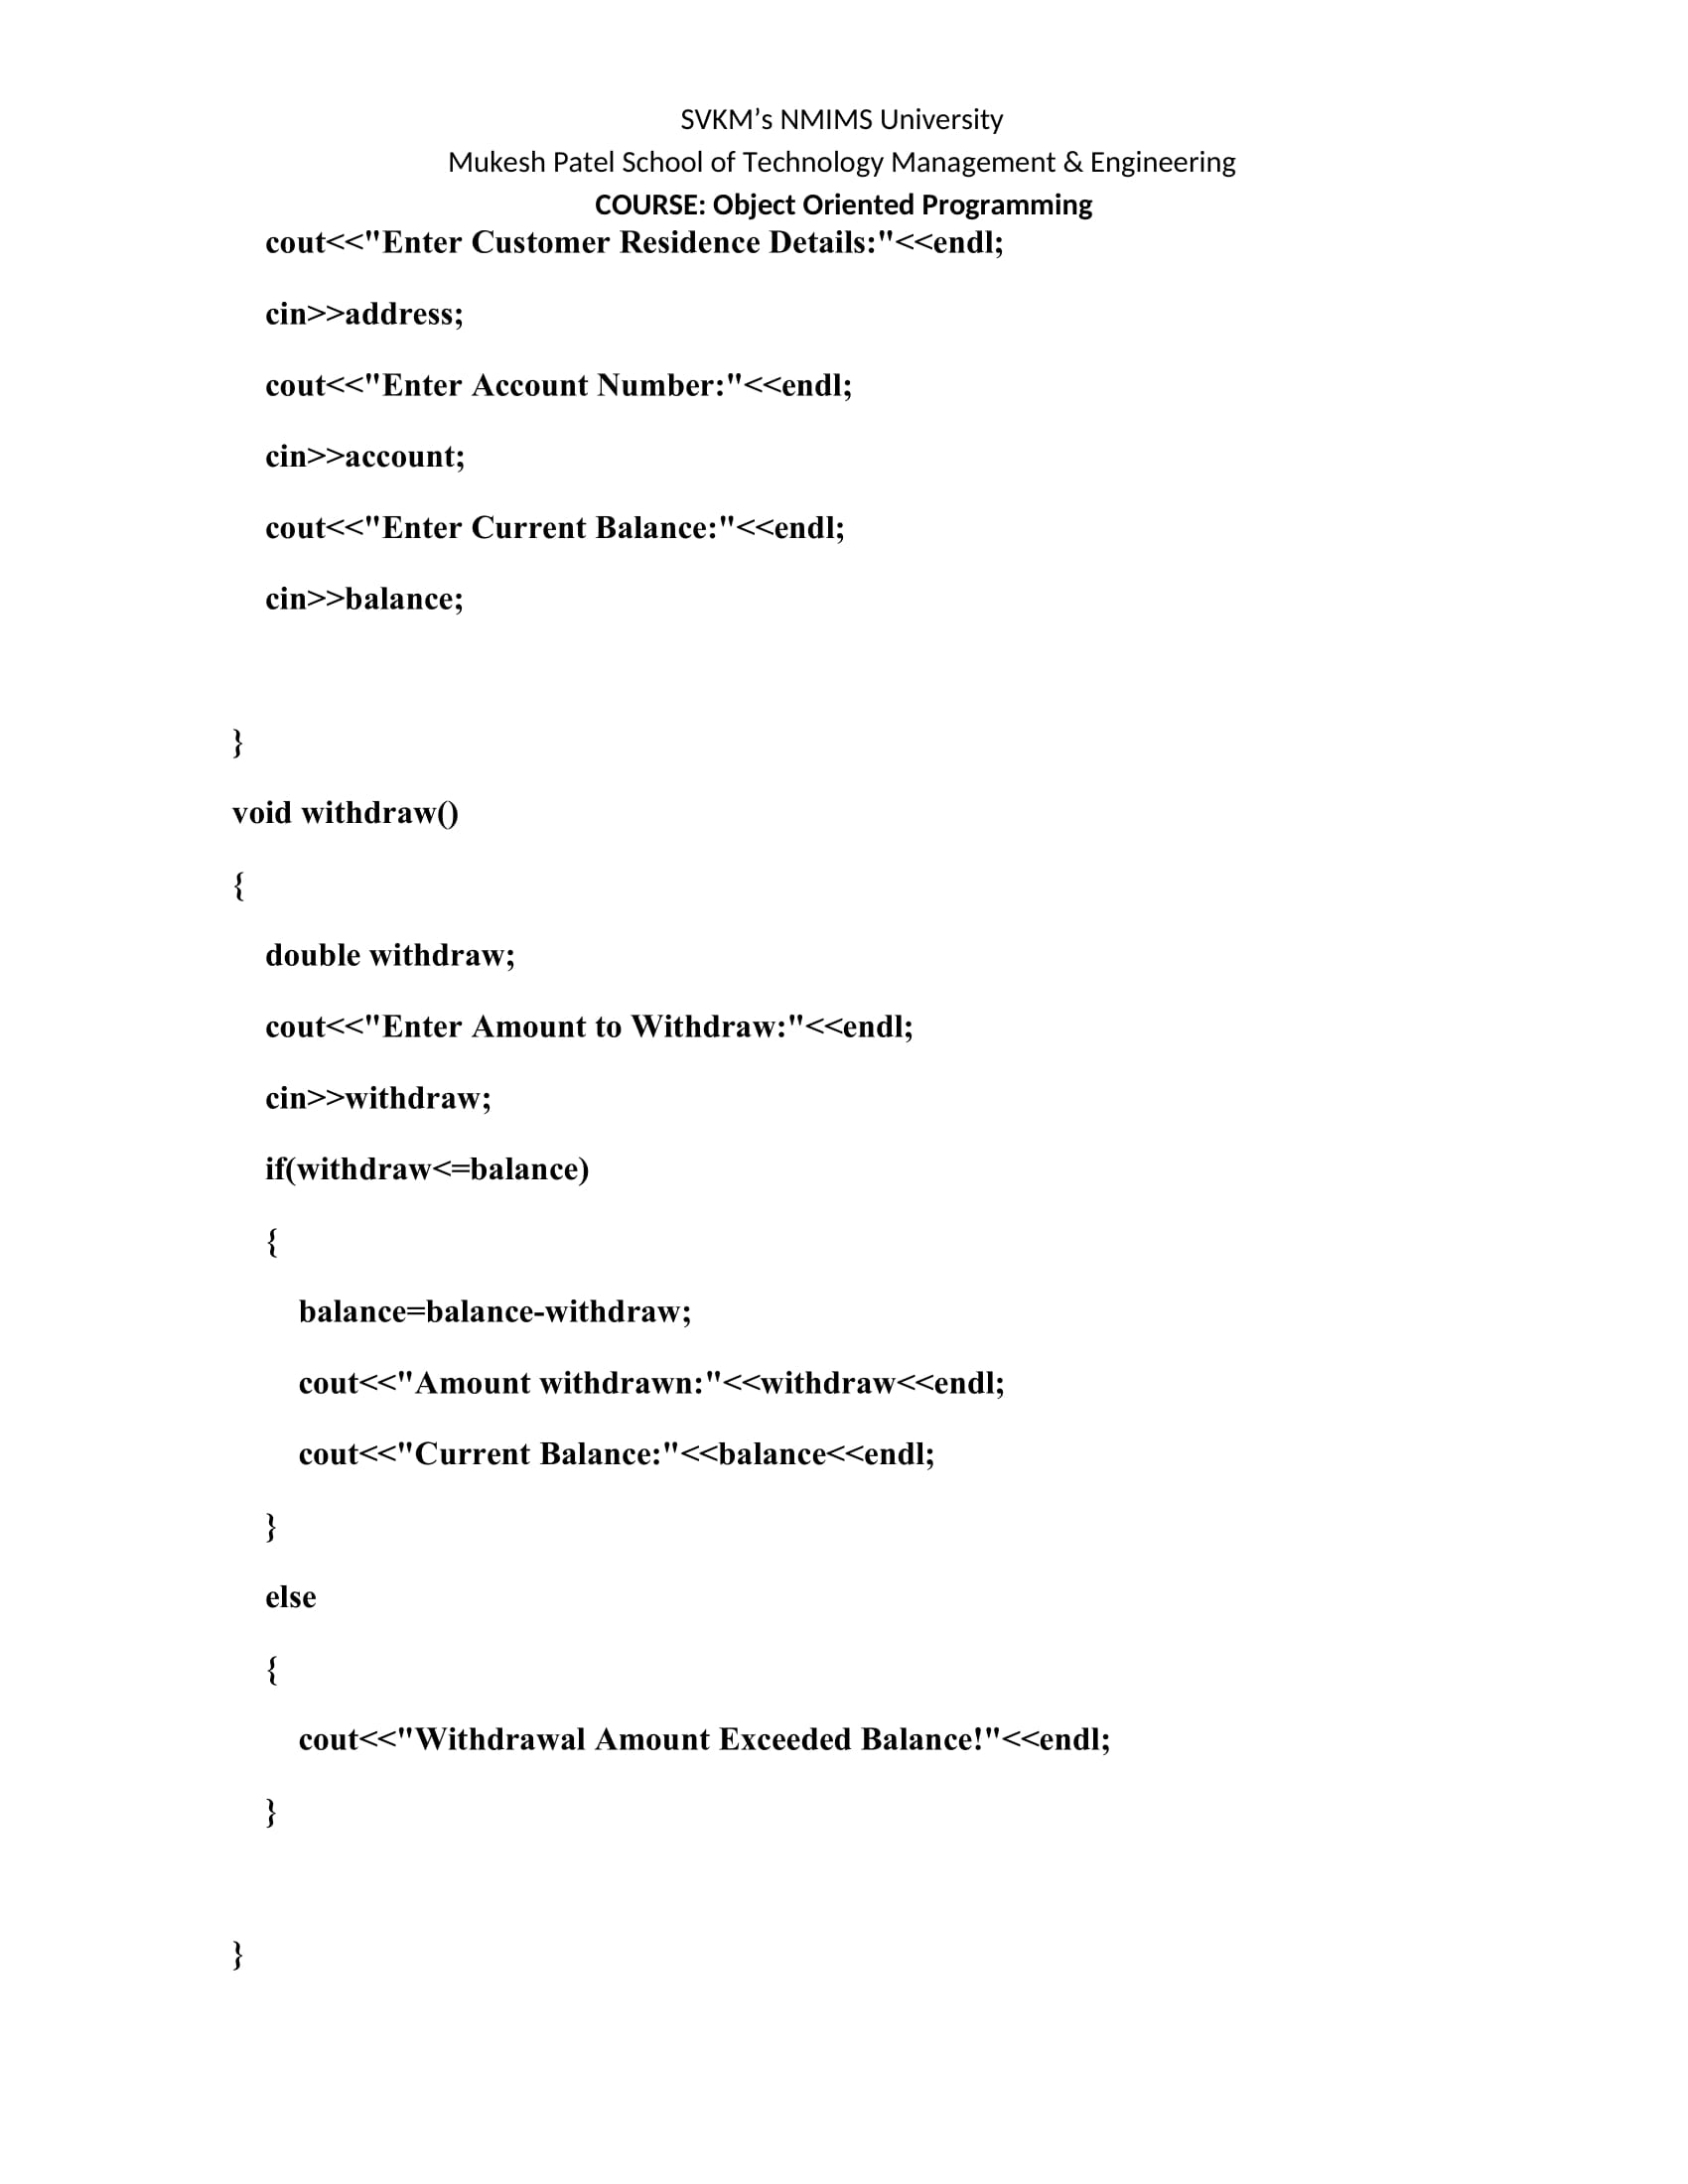 SVKM’s NMIMS University
Mukesh Patel School of Technology Management & Engineering
COURSE: Object Oriented Programming
cout<<"Enter Customer Residence Details:"<<endl;
cin>>address;
cout<<"Enter Account Number:"<<endl;
cin>>account;
cout<<"Enter Current Balance:"<<endl;
cin>>balance;
}
void withdraw()
{
double withdraw;
cout<<"Enter Amount to Withdraw:"<<endl;
cin>>withdraw;
if(withdraw<=balance)
{
balance=balance-withdraw;
cout<<"Amount withdrawn:"<<withdraw<<endl;
cout<<"Current Balance:"<<balance<<endl;
}
else
{
cout<<"Withdrawal Amount Exceeded Balance!"<<endl;
}
}